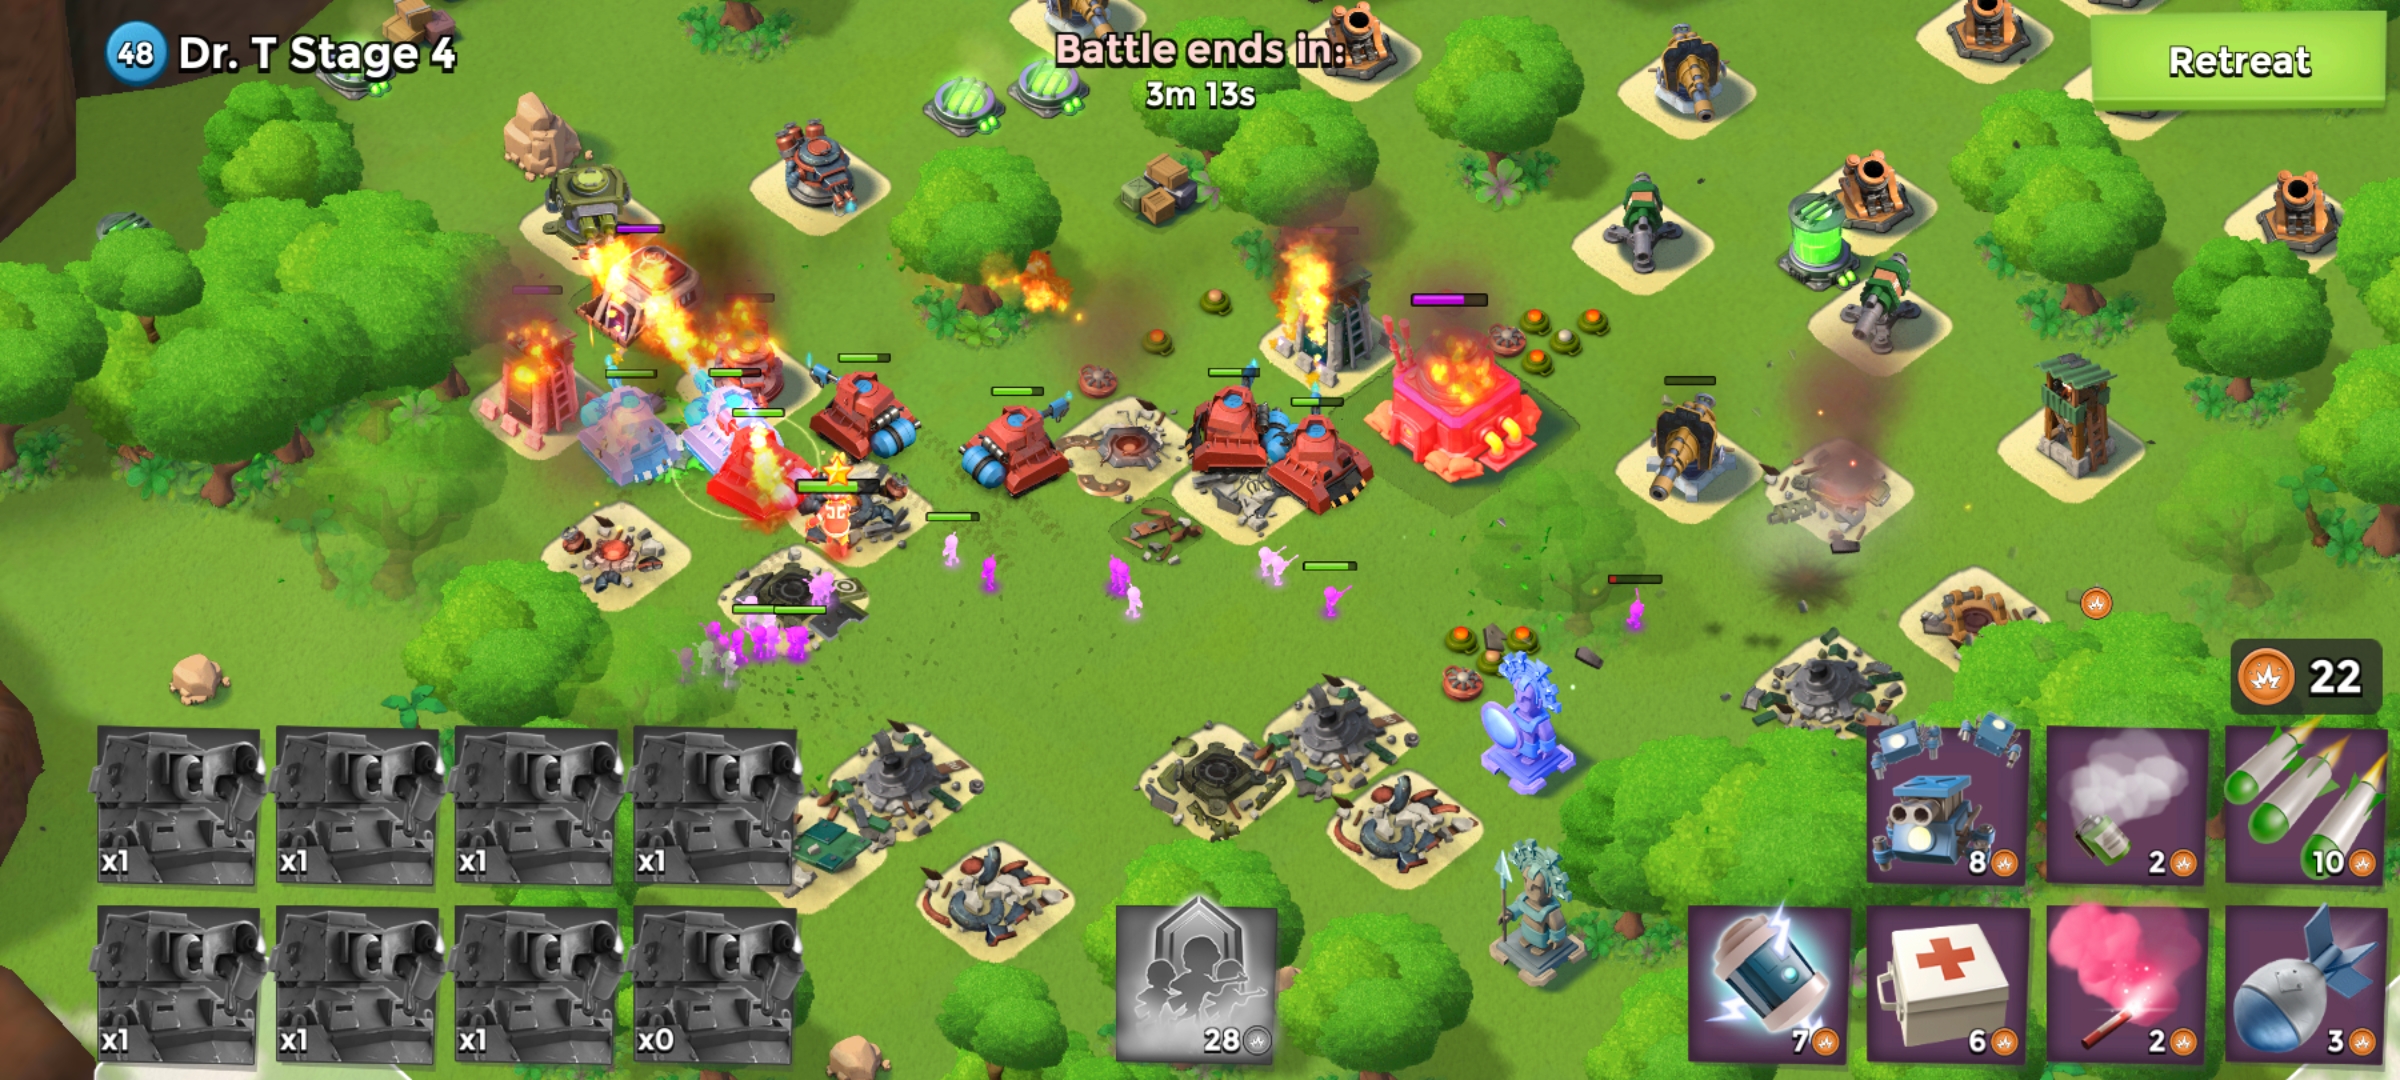 48 Dr. T Stage 4
Battle ends in:
3m 13s
Retreat
52
22
x1 x1 x1 x1
8 2 10
x1 x1 x1 x0
28
7 6 2 3